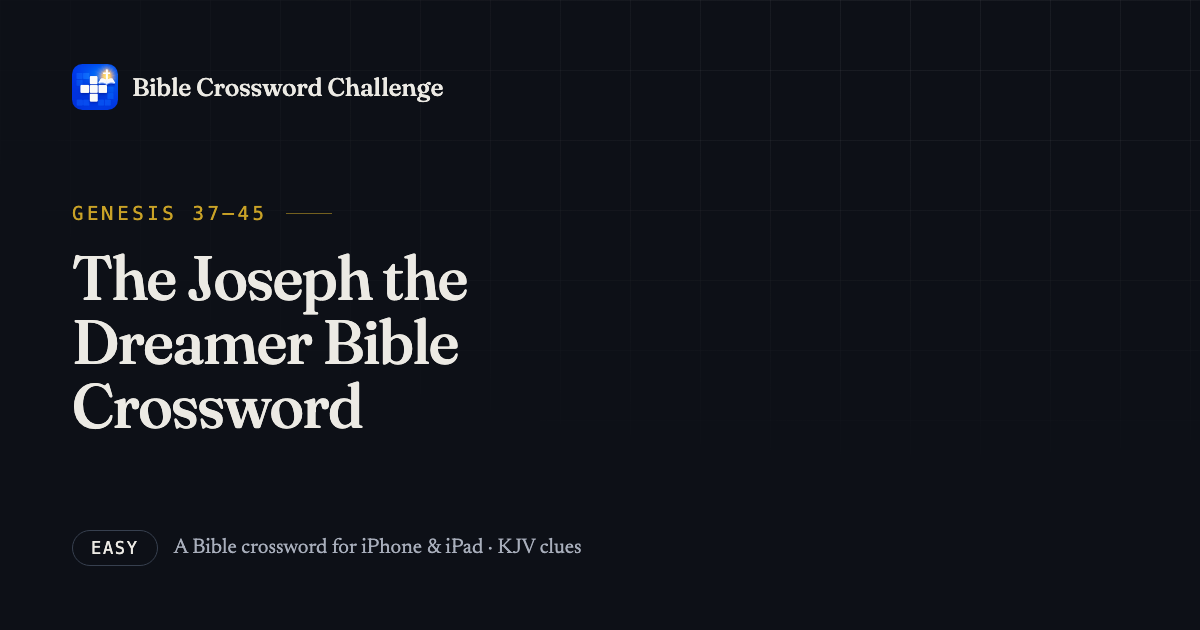 Bible Crossword Challenge
GENESIS 37–45
The Joseph the
Dreamer Bible
Crossword
EASY
A Bible crossword for iPhone & iPad · KJV clues